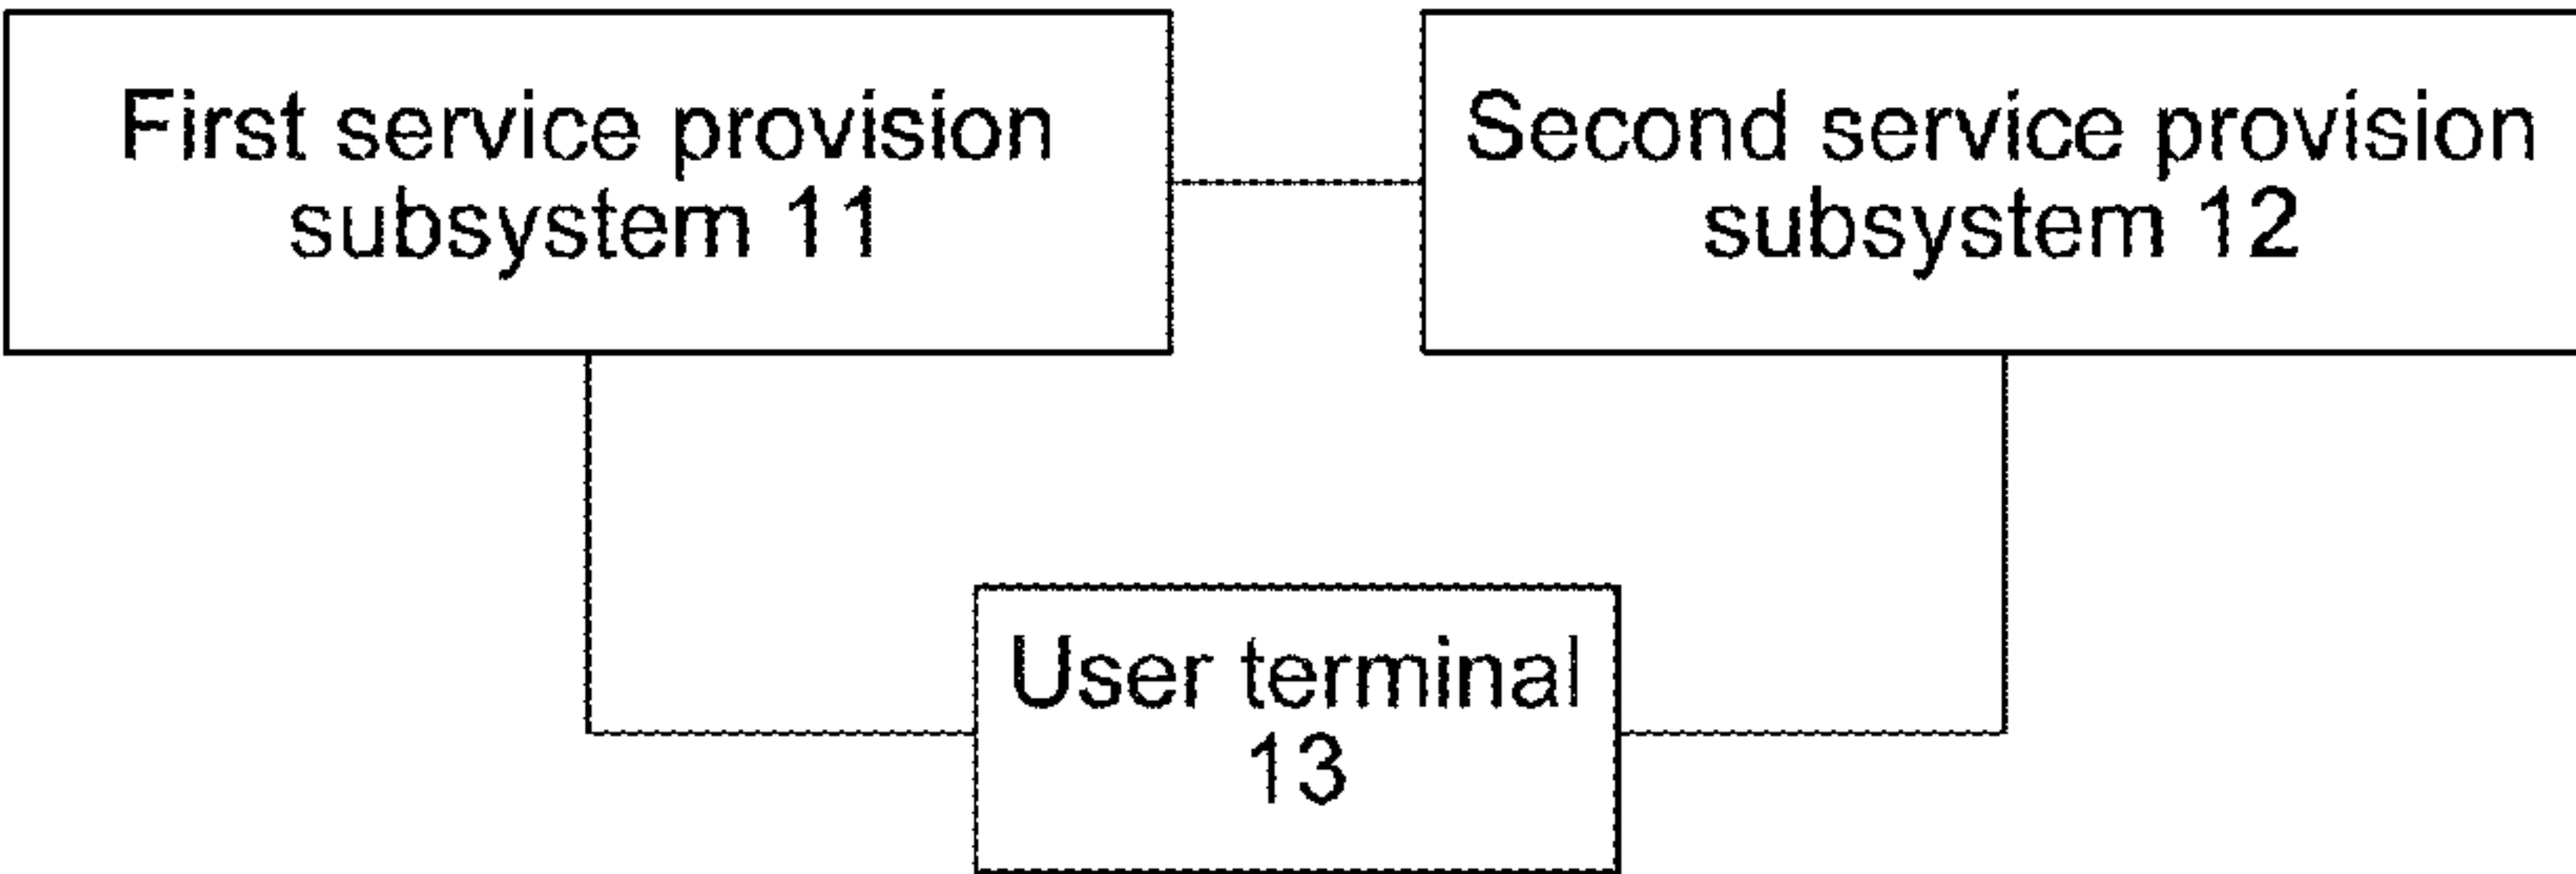 First service provision
subsystem 11
Second service provision
subsystem 12
User terminal
13